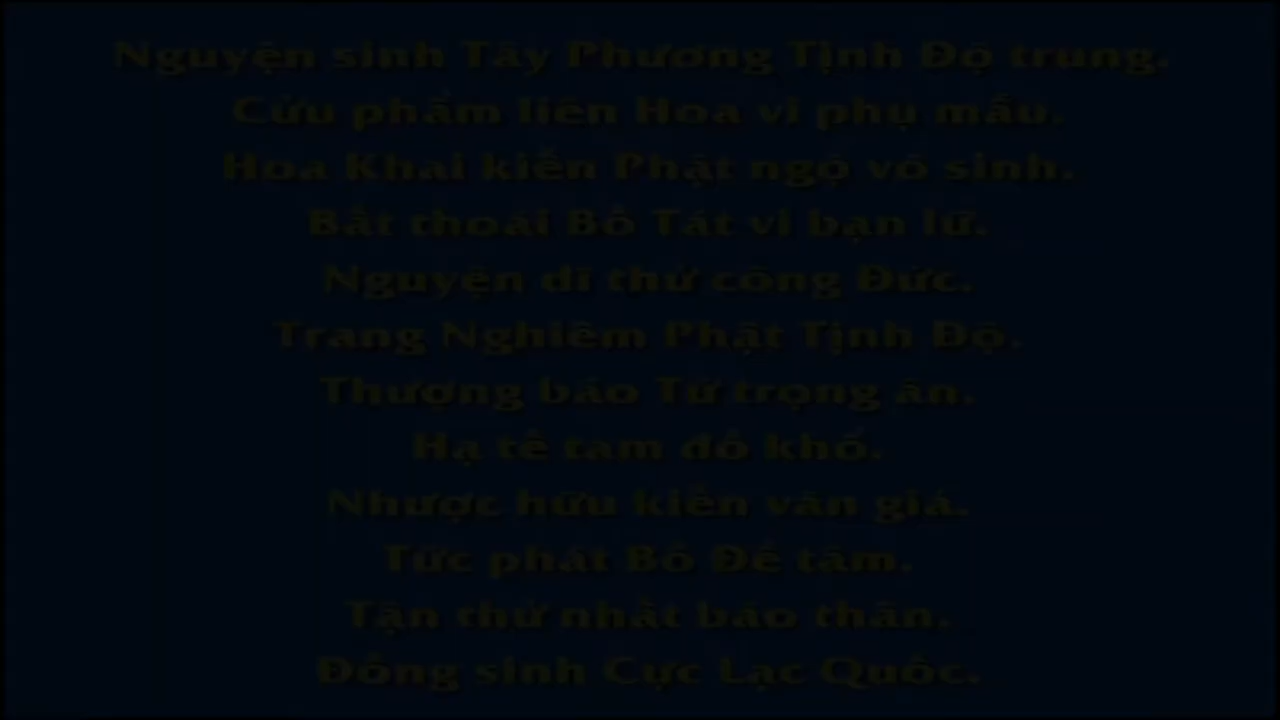 Nguyện sinh Tây Phương Tịnh Độ trung.
Cửu phẩm liên Hoa vi phụ mẫu.
Hoa Khai kiến Phật ngộ vô sinh.
Bất thoái Bồ Tát vi bạn lữ.
Nguyện dĩ thử công Đức.
Trang Nghiêm Phật Tịnh Độ.
Thượng báo Tứ trọng ân.
Hạ tế tam đồ khổ.
Nhược hữu kiến văn giả.
Tức phát Bồ Đề tâm.
Tận thử nhất báo thân.
Đồng sinh Cực Lạc Quốc.